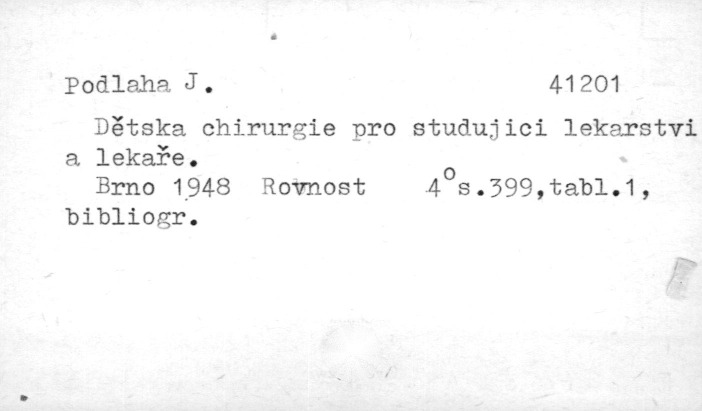 Podlaha J. 41201
Dětska chirurgie pro studujici lekarstvi
a lekaře.
Brno 1948 Rovnost 4°s.399,tabl.1,
bibliogr.